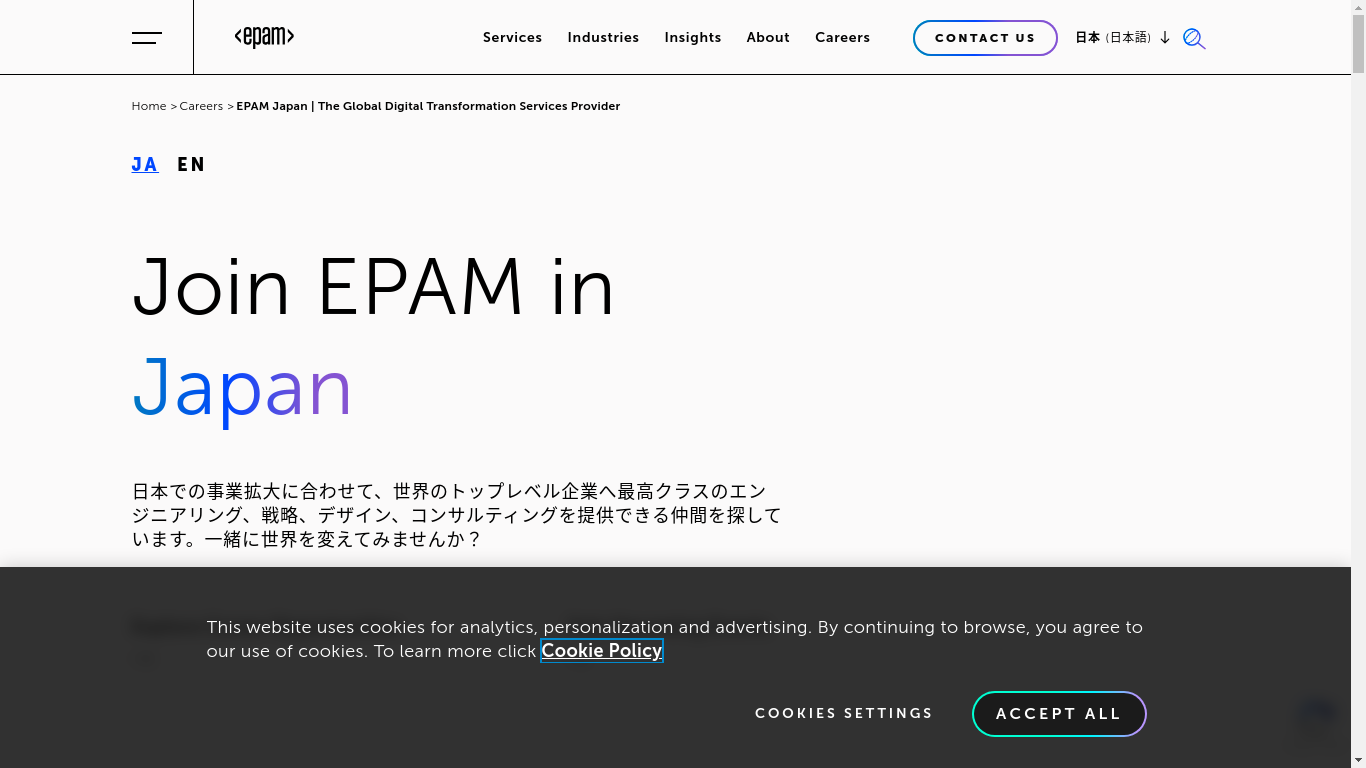 <epam>
Services Industries Insights About Careers
CONTACT US
日本 (日本語)
Home > Careers > EPAM Japan | The Global Digital Transformation Services Provider
JA EN
Join EPAM in
Japan
日本での事業拡大に合わせて、世界のトップレベル企業へ最高クラスのエン
ジニアリング、戦略、デザイン、コンサルティングを提供できる仲間を探して
います。一緒に世界を変えてみませんか？
This website uses cookies for analytics, personalization and advertising. By continuing to browse, you agree to
our use of cookies. To learn more click Cookie Policy
COOKIES SETTINGS
ACCEPT ALL